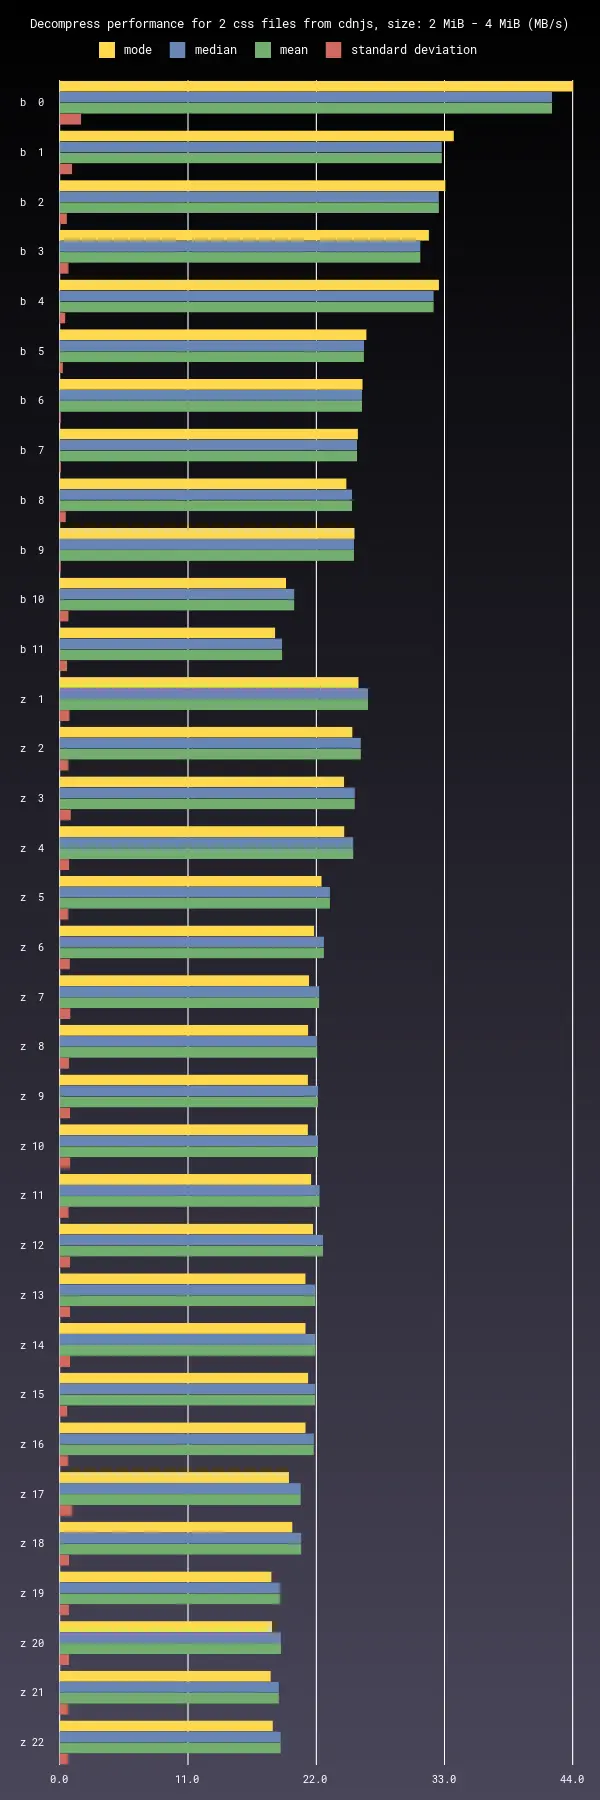 Decompress performance for 2 css files from cdnjs, size: 2 MiB - 4 MiB (MB/s)
mode median mean standard deviation
b 0
b 1
b 2
b 3
b 4
b 5
b 6
b 7
b 8
b 9
b 10
b 11
z 1
z 2
z 3
z 4
z 5
z 6
z 7
z 8
z 9
z 10
z 11
z 12
z 13
z 14
z 15
z 16
z 17
z 18
z 19
z 20
z 21
z 22
0.0 11.0 22.0 33.0 44.0